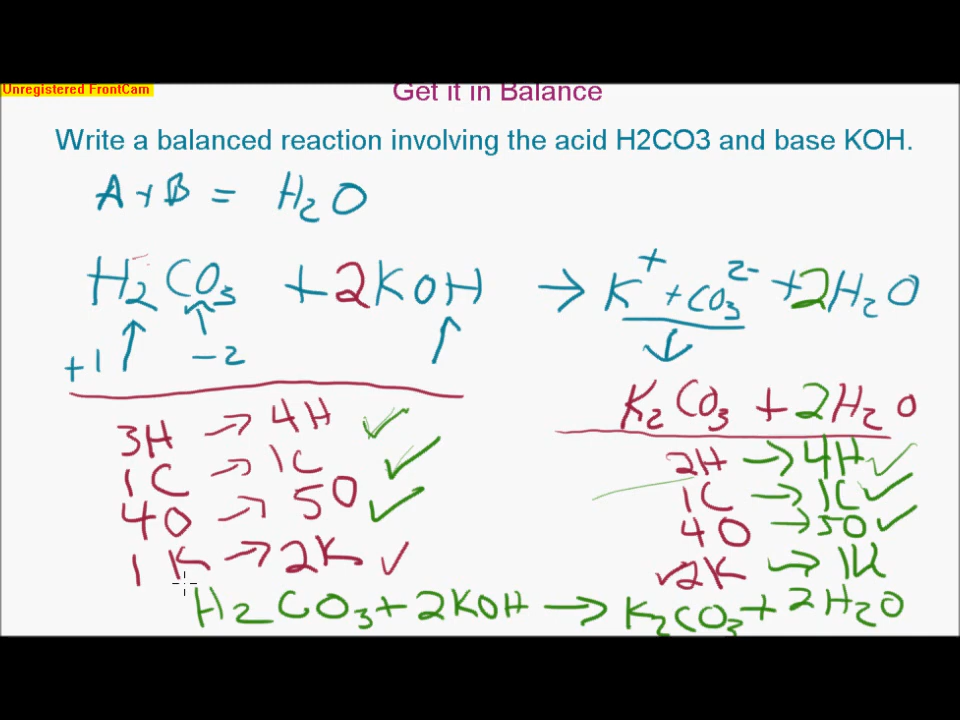 Unregistered FrontCam
Get it in Balance
Write a balanced reaction involving the acid H2CO3 and base KOH.
A + B = H2O
H2CO3 + 2KOH → K+ + CO3 2- + 2H2O
+1 -2
K2CO3 + 2H2O
3H → 4H ✓
1C → 1C ✓
4O → 5O ✓
1K → 2K ✓
2H → 4H ✓
1C → 1C ✓
4O → 5O ✓
✓2K → 1K
H2CO3 + 2KOH → K2CO3 + 2H2O